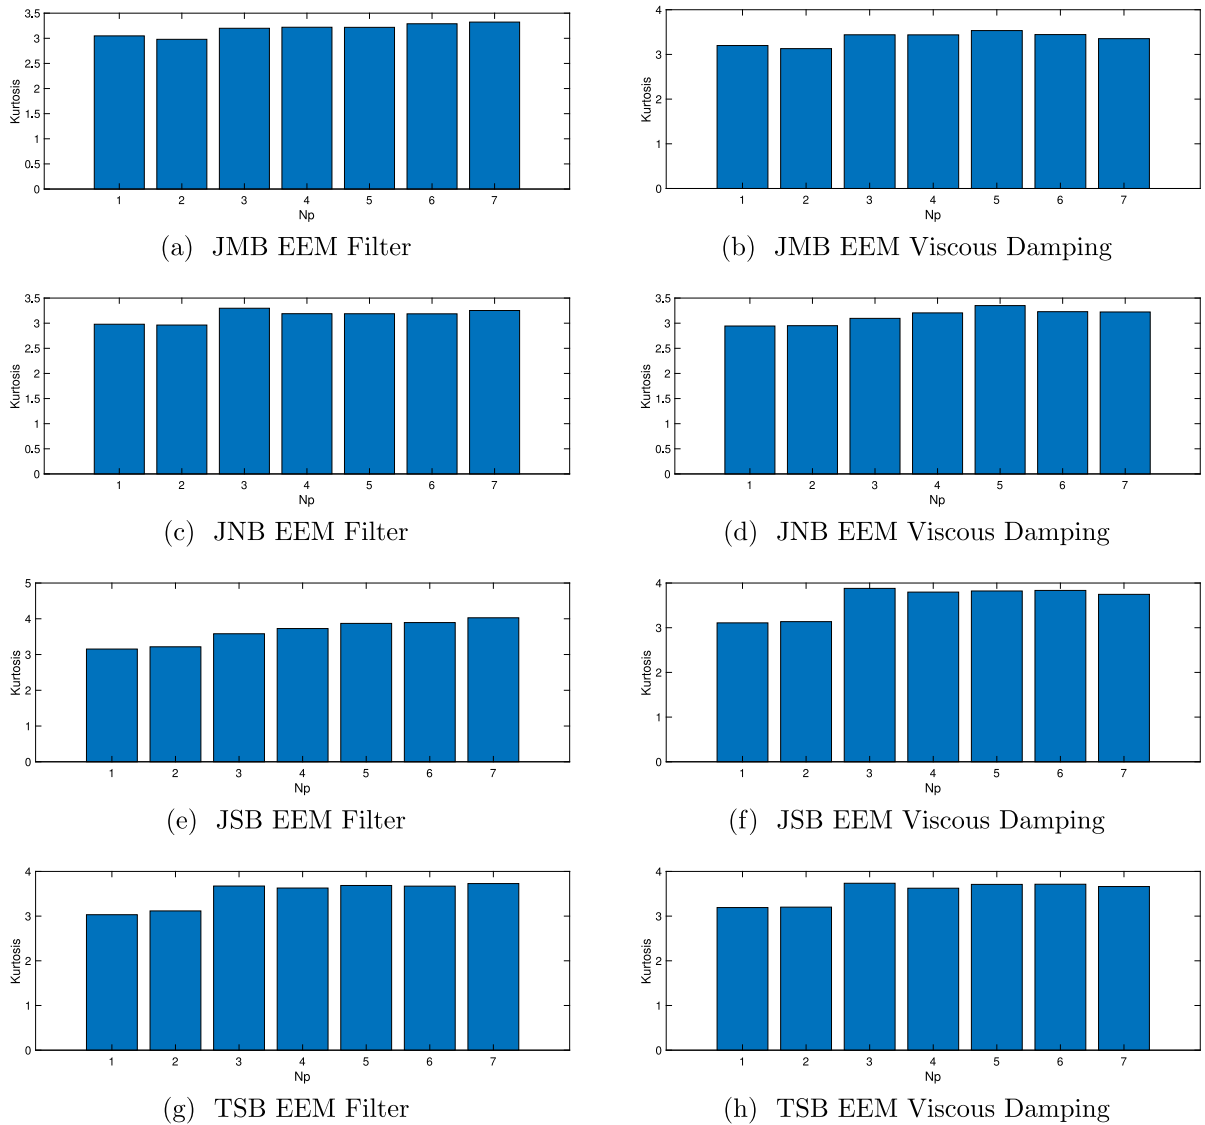 3.5
3
2.5
2
1.5
1
0.5
0
Kurtosis
1 2 3 4 5 6 7
Np
(a) JMB EEM Filter
4
3
2
1
0
Kurtosis
1 2 3 4 5 6 7
Np
(b) JMB EEM Viscous Damping
3.5
3
2.5
2
1.5
1
0.5
0
Kurtosis
1 2 3 4 5 6 7
Np
(c) JNB EEM Filter
3.5
3
2.5
2
1.5
1
0.5
0
Kurtosis
1 2 3 4 5 6 7
Np
(d) JNB EEM Viscous Damping
5
4
3
2
1
0
Kurtosis
1 2 3 4 5 6 7
Np
(e) JSB EEM Filter
4
3
2
1
0
Kurtosis
1 2 3 4 5 6 7
Np
(f) JSB EEM Viscous Damping
4
3
2
1
0
Kurtosis
1 2 3 4 5 6 7
Np
(g) TSB EEM Filter
4
3
2
1
0
Kurtosis
1 2 3 4 5 6 7
Np
(h) TSB EEM Viscous Damping